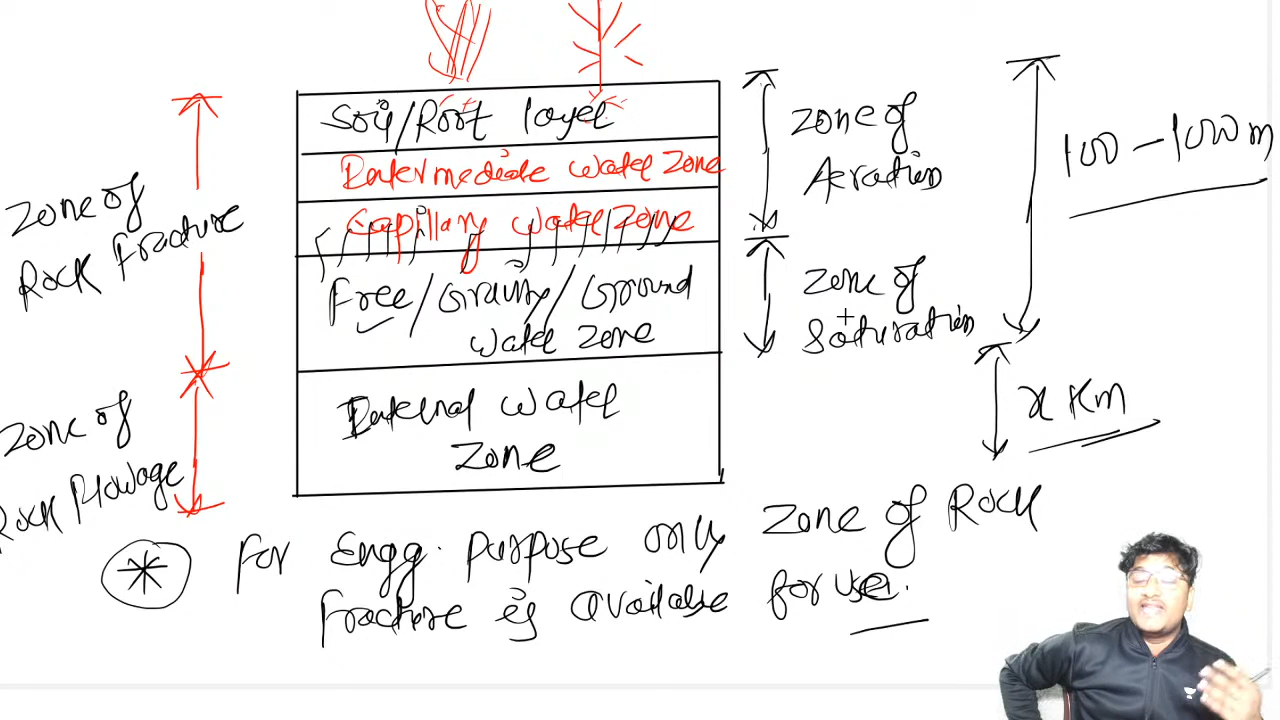 Soil/Root layer
Intermediate water zone
Capillary water zone
Free/Gravity/Ground
water zone
Internal water
zone
Zone of
Rock fracture
Zone of
Rock Flowage
Zone of
Aeration
Zone of
Saturation
100 - 1000 m
x Km
* For Engg. purpose only zone of Rock
fracture is available for use.